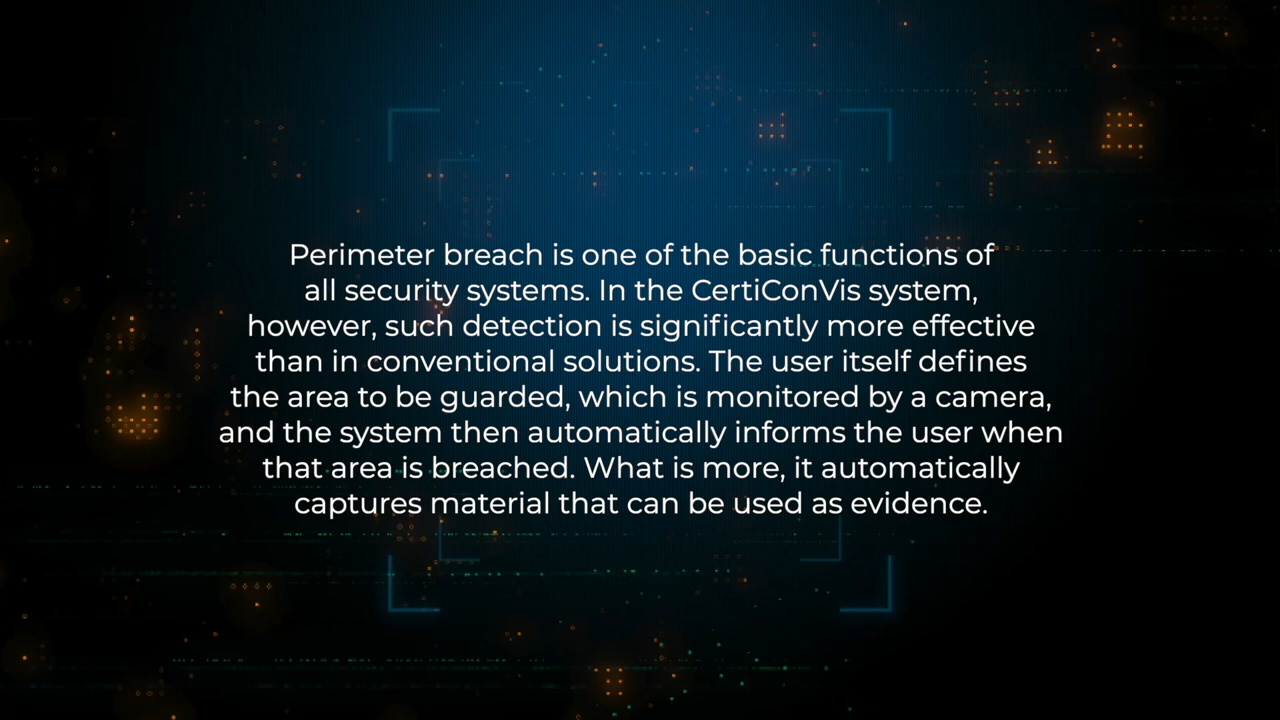 Perimeter breach is one of the basic functions of
all security systems. In the CertiConVis system,
however, such detection is significantly more effective
than in conventional solutions. The user itself defines
the area to be guarded, which is monitored by a camera,
and the system then automatically informs the user when
that area is breached. What is more, it automatically
captures material that can be used as evidence.